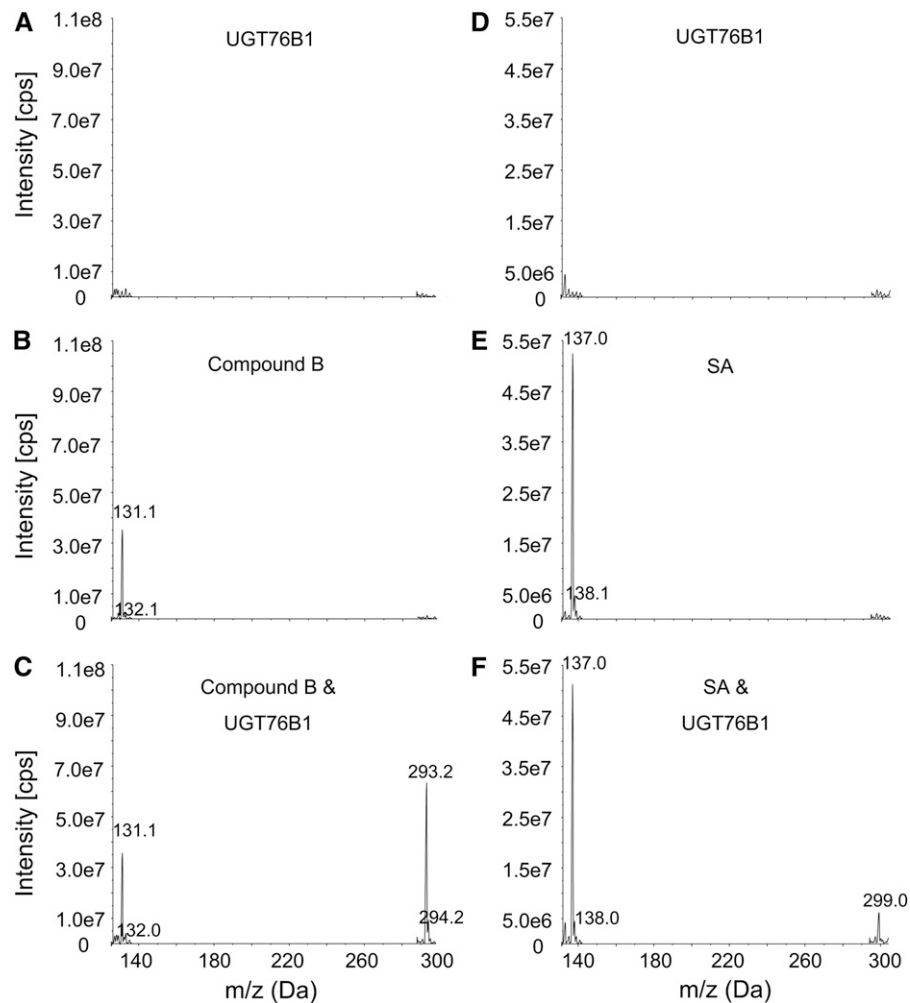 A
UGT76B1
Intensity [cps]
1.1e8
9.0e7
7.0e7
5.0e7
3.0e7
1.0e7
0
D
UGT76B1
5.5e7
4.5e7
3.5e7
2.5e7
1.5e7
5.0e6
0
B
Compound B
Intensity [cps]
1.1e8
9.0e7
7.0e7
5.0e7
3.0e7
1.0e7
0
131.1
132.1
E
SA
5.5e7
4.5e7
3.5e7
2.5e7
1.5e7
5.0e6
0
137.0
138.1
C
Compound B &
UGT76B1
Intensity [cps]
1.1e8
9.0e7
7.0e7
5.0e7
3.0e7
1.0e7
0
131.1
132.0
293.2
294.2
140 180 220 260 300
m/z (Da)
F
SA &
UGT76B1
5.5e7
4.5e7
3.5e7
2.5e7
1.5e7
5.0e6
0
137.0
138.0
299.0
140 180 220 260 300
m/z (Da)